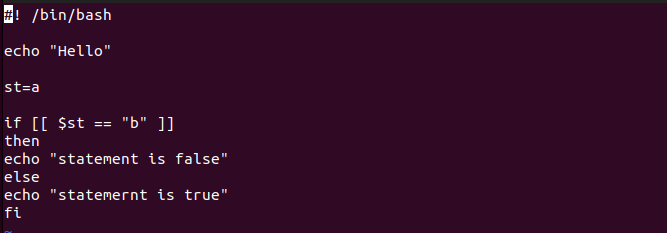 #! /bin/bash
echo "Hello"
st=a
if [[ $st == "b" ]]
then
echo "statement is false"
else
echo "statemernt is true"
fi
~